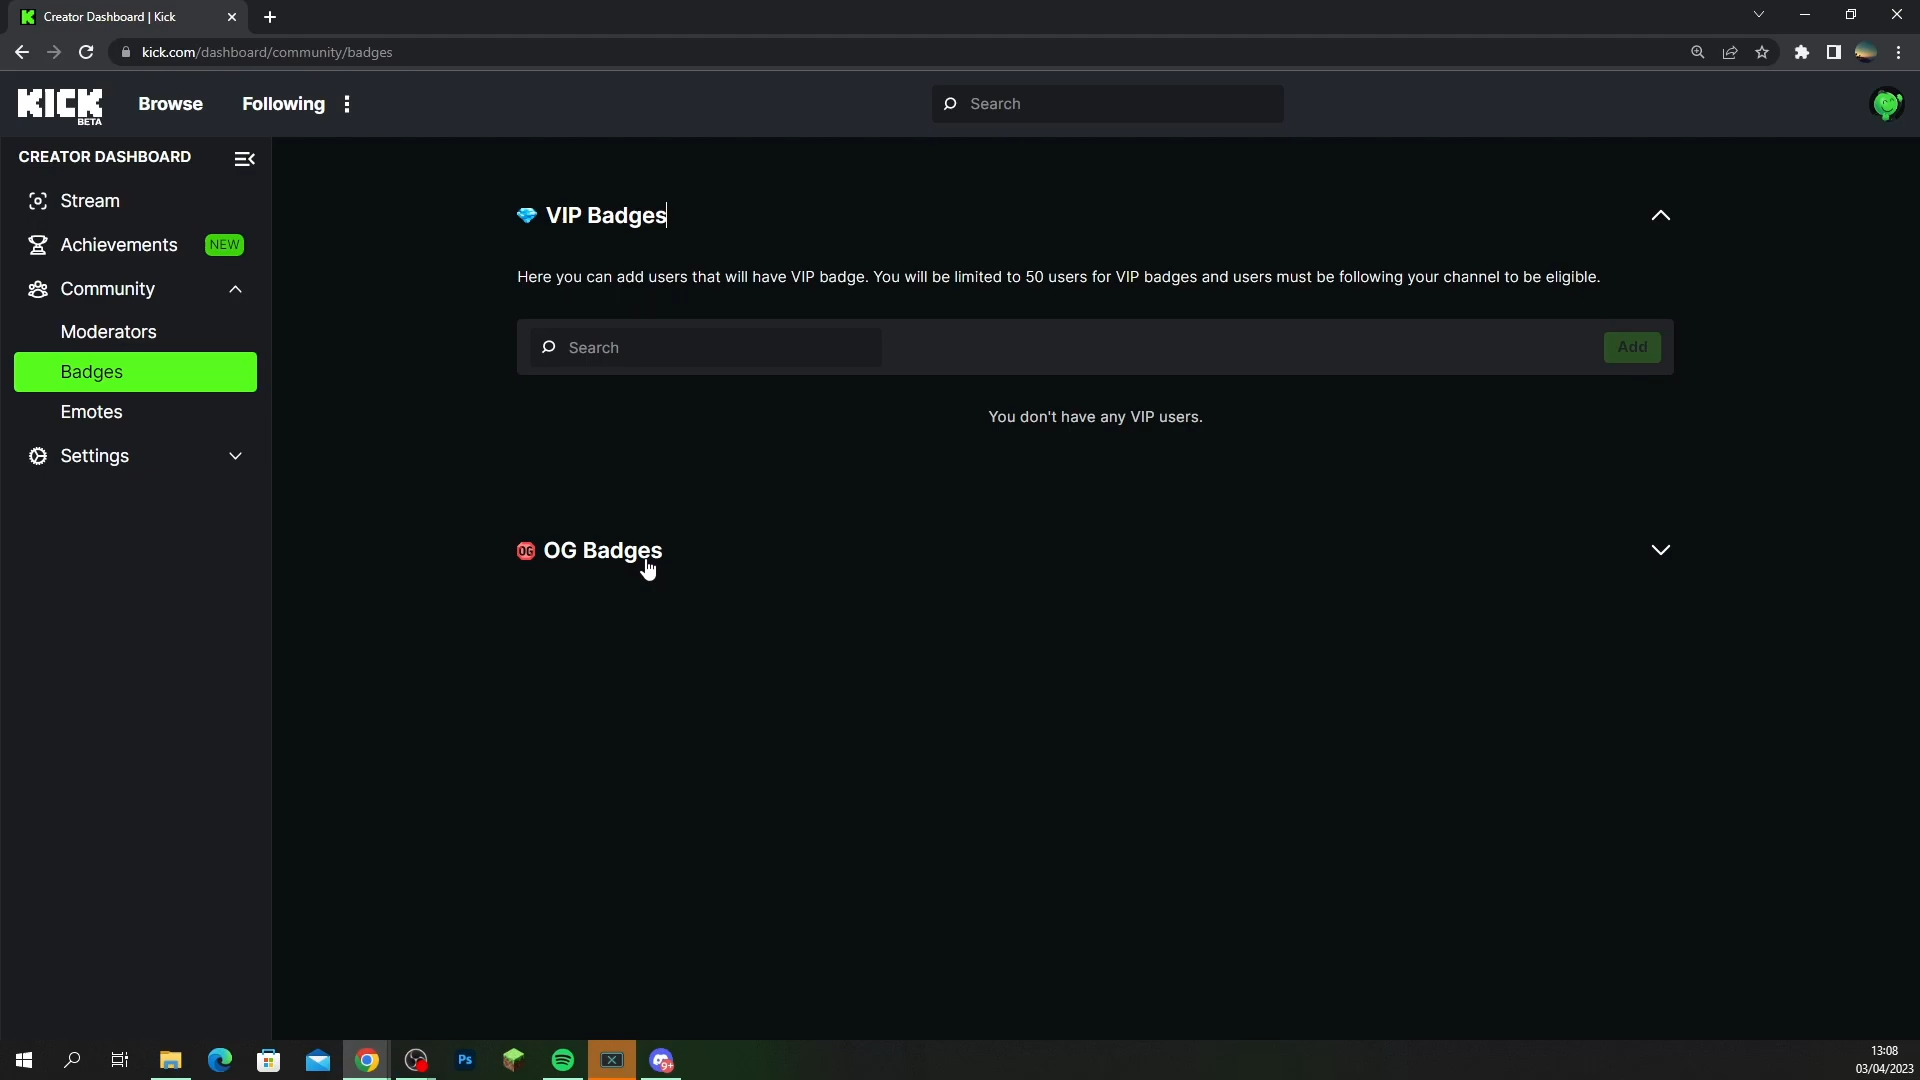 Creator Dashboard | Kick
kick.com/dashboard/community/badges
KICK
BETA
Browse
Following
Search
CREATOR DASHBOARD
Stream
Achievements NEW
Community
Moderators
Badges
Emotes
Settings
VIP Badges
Here you can add users that will have VIP badge. You will be limited to 50 users for VIP badges and users must be following your channel to be eligible.
Search
Add
You don't have any VIP users.
OG OG Badges
Ps
9+
13:08
03/04/2023